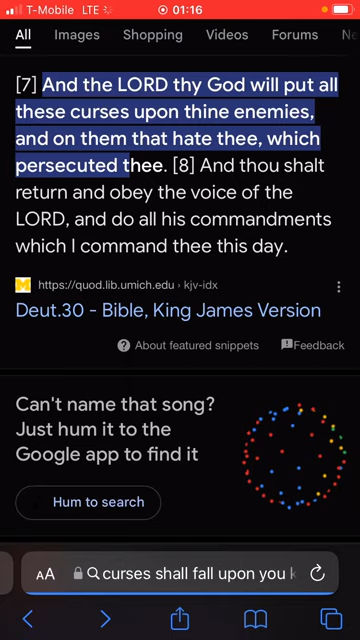 T-Mobile LTE 01:16
All Images Shopping Videos Forums
[7] And the LORD thy God will put all
these curses upon thine enemies,
and on them that hate thee, which
persecuted thee. [8] And thou shalt
return and obey the voice of the
LORD, and do all his commandments
which I command thee this day.
M https://quod.lib.umich.edu › kjv-idx
Deut.30 - Bible, King James Version
About featured snippets Feedback
Can't name that song?
Just hum it to the
Google app to find it
Hum to search
AA curses shall fall upon you